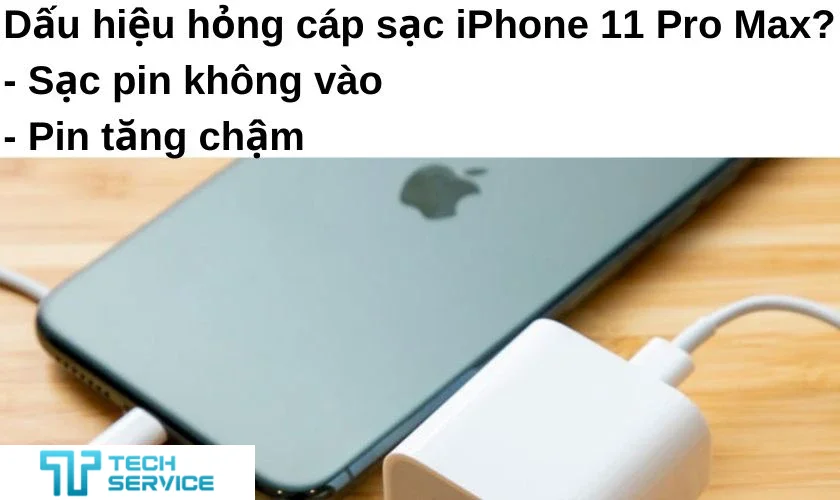 Dấu hiệu hỏng cáp sạc iPhone 11 Pro Max?
- Sạc pin không vào
- Pin tăng chậm
TECH
SERVICE